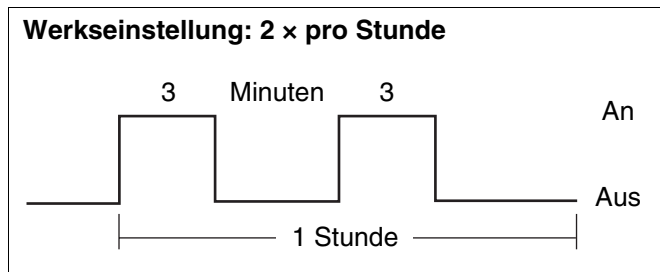 Werkseinstellung: 2 × pro Stunde
3 Minuten 3
An
Aus
1 Stunde